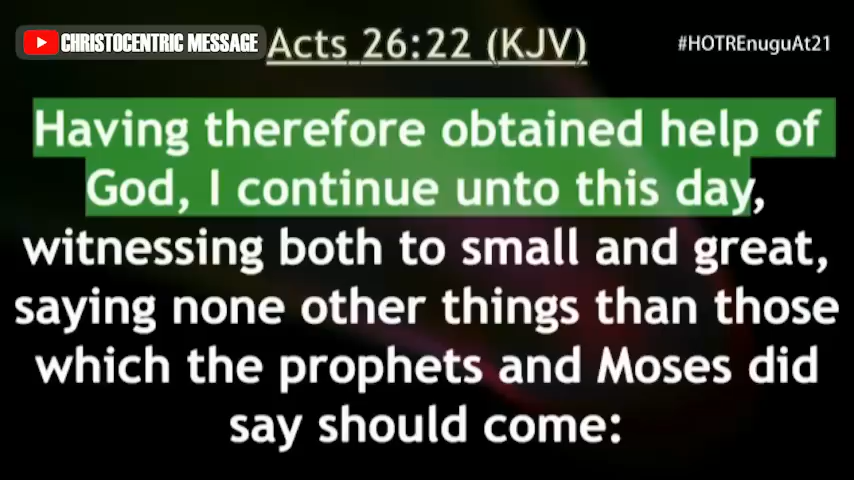 CHRISTOCENTRIC MESSAGE
Acts 26:22 (KJV)
#HOTREnuguAt21
Having therefore obtained help of
God, I continue unto this day,
witnessing both to small and great,
saying none other things than those
which the prophets and Moses did
say should come: